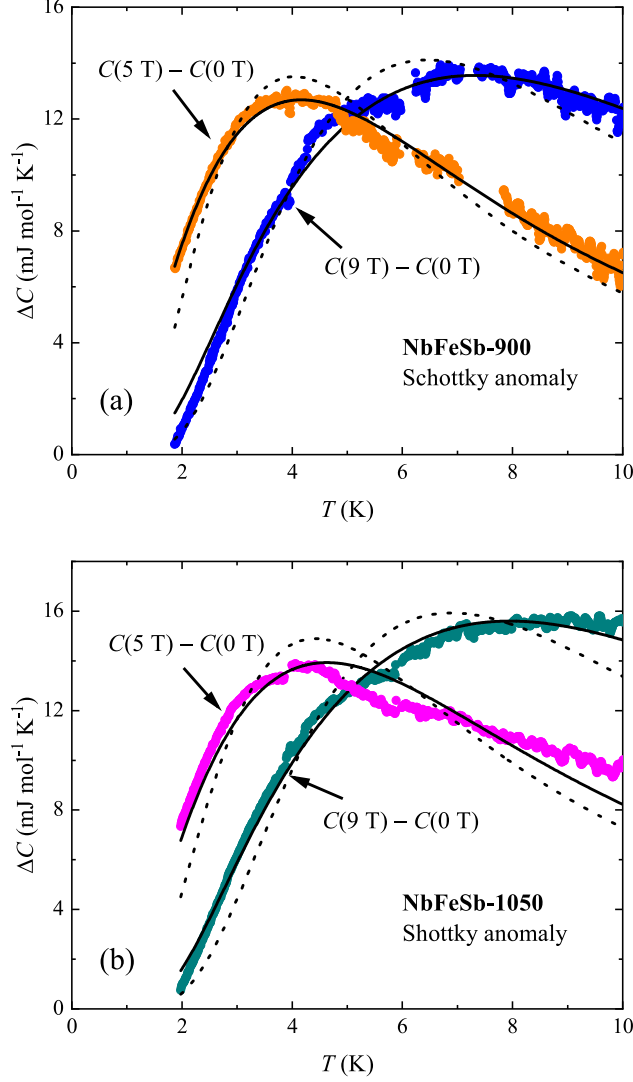 16
12
8
4
0
ΔC (mJ mol⁻¹ K⁻¹)
C(5 T) – C(0 T)
C(9 T) – C(0 T)
NbFeSb-900
Schottky anomaly
(a)
0 2 4 6 8 10
T (K)
16
12
8
4
0
ΔC (mJ mol⁻¹ K⁻¹)
C(5 T) – C(0 T)
C(9 T) – C(0 T)
NbFeSb-1050
Shottky anomaly
(b)
0 2 4 6 8 10
T (K)